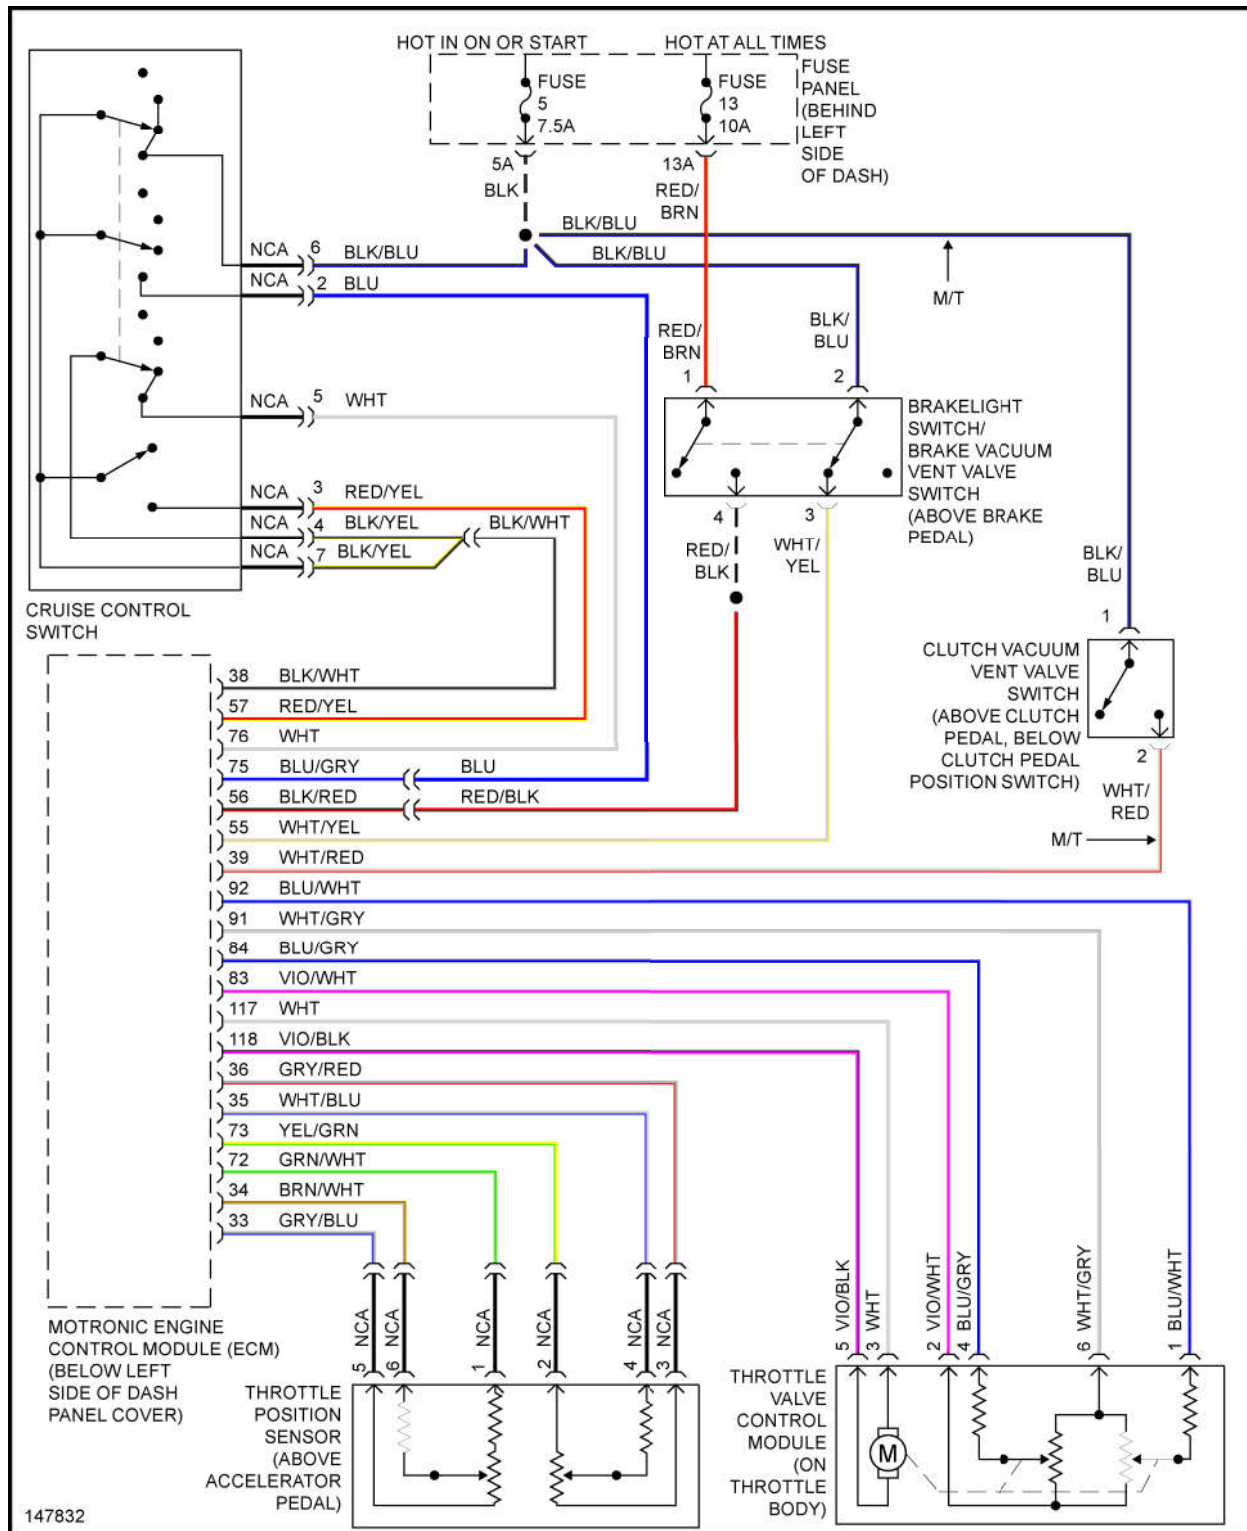 HOT IN ON OR START
HOT AT ALL TIMES
FUSE
5
7.5A
FUSE
13
10A
FUSE
PANEL
(BEHIND
LEFT
SIDE
OF DASH)
5A
BLK
13A
RED/
BRN
BLK/BLU
BLK/BLU
M/T
NCA 6 BLK/BLU
NCA 2 BLU
NCA 5 WHT
NCA 3 RED/YEL
NCA 4 BLK/YEL
NCA 7 BLK/YEL
BLK/WHT
RED/
BRN
1
BLK/
BLU
2
BRAKELIGHT
SWITCH/
BRAKE VACUUM
VENT VALVE
SWITCH
(ABOVE BRAKE
PEDAL)
4
RED/
BLK
3
WHT/
YEL
BLK/
BLU
1
CLUTCH VACUUM
VENT VALVE
SWITCH
(ABOVE CLUTCH
PEDAL, BELOW
CLUTCH PEDAL
POSITION SWITCH)
2
WHT/
RED
M/T
CRUISE CONTROL
SWITCH
38 BLK/WHT
57 RED/YEL
76 WHT
75 BLU/GRY BLU
56 BLK/RED RED/BLK
55 WHT/YEL
39 WHT/RED
92 BLU/WHT
91 WHT/GRY
84 BLU/GRY
83 VIO/WHT
117 WHT
118 VIO/BLK
36 GRY/RED
35 WHT/BLU
73 YEL/GRN
72 GRN/WHT
34 BRN/WHT
33 GRY/BLU
MOTRONIC ENGINE
CONTROL MODULE (ECM)
(BELOW LEFT
SIDE OF DASH
PANEL COVER)
5 NCA
6 NCA
1 NCA
2 NCA
4 NCA
3 NCA
THROTTLE
POSITION
SENSOR
(ABOVE
ACCELERATOR
PEDAL)
5 VIO/BLK
3 WHT
2 VIO/WHT
4 BLU/GRY
6 WHT/GRY
1 BLU/WHT
THROTTLE
VALVE
CONTROL
MODULE
(ON
THROTTLE
BODY)
M
147832